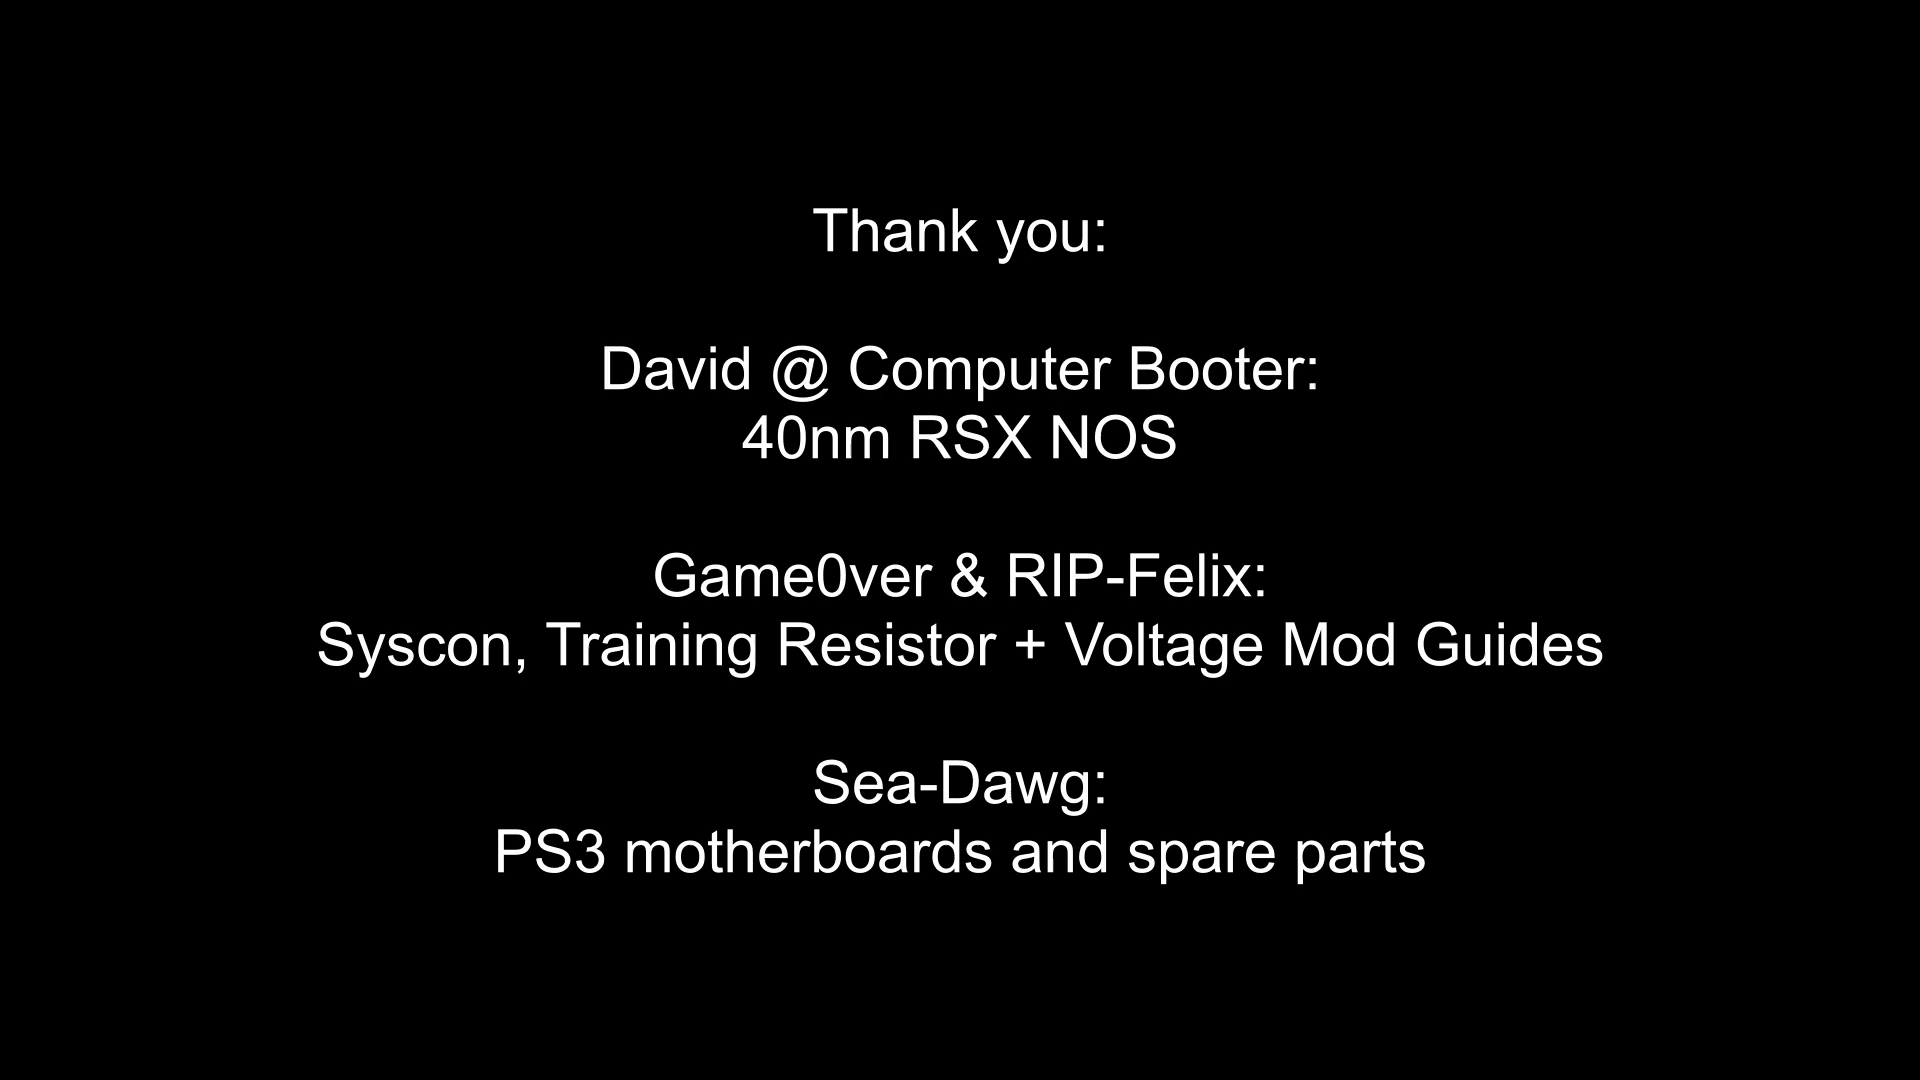 Thank you:
David @ Computer Booter:
40nm RSX NOS
Game0ver & RIP-Felix:
Syscon, Training Resistor + Voltage Mod Guides
Sea-Dawg:
PS3 motherboards and spare parts